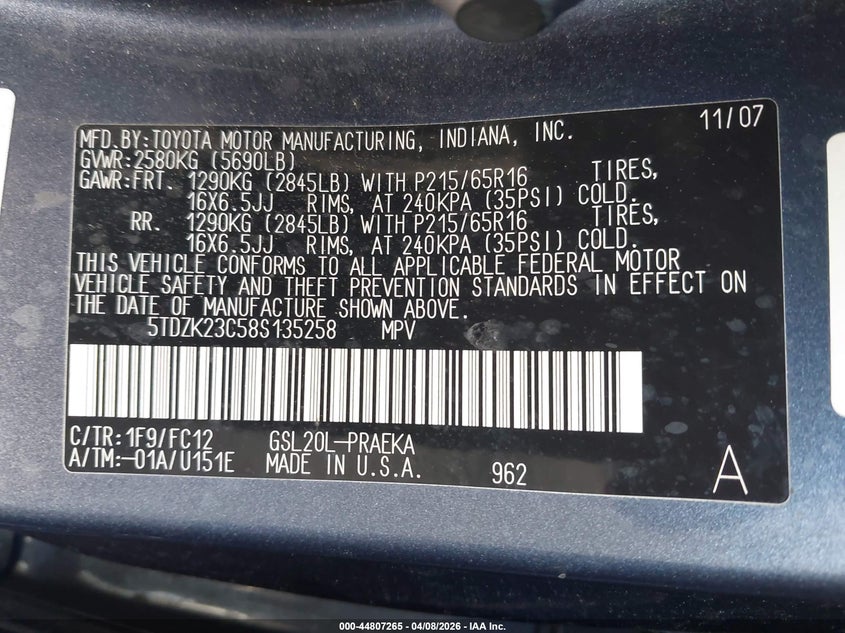 MFD.BY:TOYOTA MOTOR MANUFACTURING, INDIANA, INC. 11/07
GVWR:2580KG (5690LB)
GAWR:FRT. 1290KG (2845LB) WITH P215/65R16 TIRES,
16X6.5JJ RIMS, AT 240KPA (35PSI) COLD.
RR. 1290KG (2845LB) WITH P215/65R16 TIRES,
16X6.5JJ RIMS, AT 240KPA (35PSI) COLD.
THIS VEHICLE CONFORMS TO ALL APPLICABLE FEDERAL MOTOR
VEHICLE SAFETY AND THEFT PREVENTION STANDARDS IN EFFECT ON
THE DATE OF MANUFACTURE SHOWN ABOVE.
5TDZK23C58S135258 MPV
C/TR:1F9/FC12 GSL20L-PRAEKA
A/TM:-01A/U151E MADE IN U.S.A. 962 A
000-44807265 - 04/08/2026 - IAA Inc.